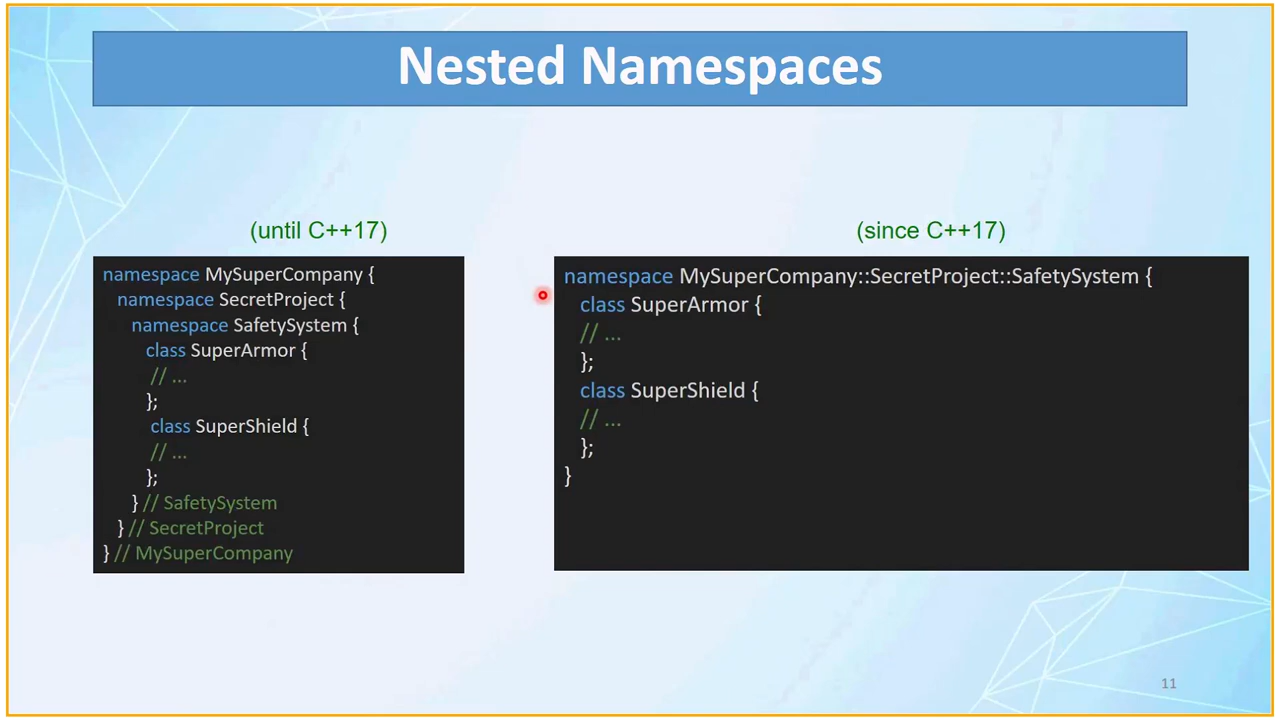 Nested Namespaces
(until C++17)
namespace MySuperCompany {
namespace SecretProject {
namespace SafetySystem {
class SuperArmor {
// ...
};
class SuperShield {
// ...
};
} // SafetySystem
} // SecretProject
} // MySuperCompany
(since C++17)
namespace MySuperCompany::SecretProject::SafetySystem {
class SuperArmor {
// ...
};
class SuperShield {
// ...
};
}
11